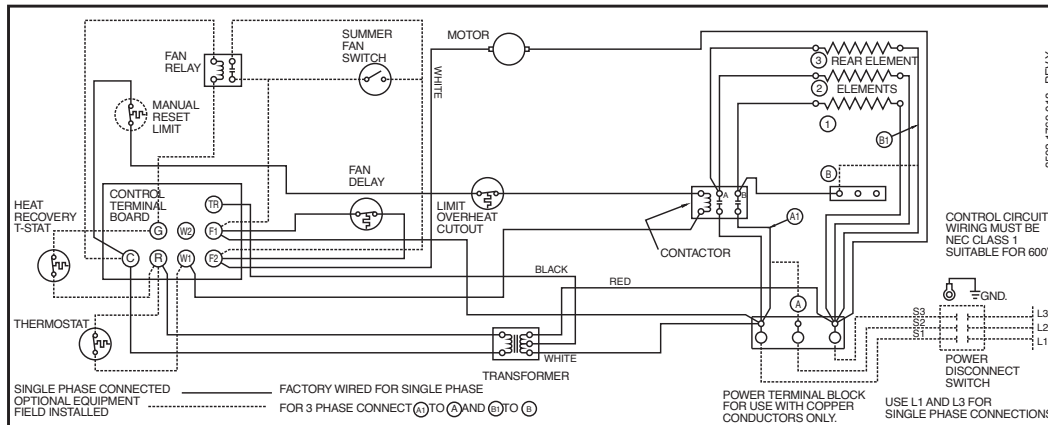 FAN
RELAY
SUMMER
FAN
SWITCH
MOTOR
WHITE
3 REAR ELEMENT
2 ELEMENTS
1
B1
MANUAL
RESET
LIMIT
FAN
DELAY
LIMIT
OVERHEAT
CUTOUT
A B
B
A1
CONTACTOR
CONTROL
TERMINAL
BOARD
TR
G W2 F1
C R W1 F2
HEAT
RECOVERY
T-STAT
THERMOSTAT
BLACK
RED
WHITE
TRANSFORMER
A
CONTROL CIRCUIT
WIRING MUST BE
NEC CLASS 1
SUITABLE FOR 600V
GND.
S3 L3
S2 L2
S1 L1
POWER
DISCONNECT
SWITCH
POWER TERMINAL BLOCK
FOR USE WITH COPPER
CONDUCTORS ONLY.
USE L1 AND L3 FOR
SINGLE PHASE CONNECTIONS
SINGLE PHASE CONNECTED
FACTORY WIRED FOR SINGLE PHASE
OPTIONAL EQUIPMENT
FIELD INSTALLED
FOR 3 PHASE CONNECT A1 TO A AND B1 TO B